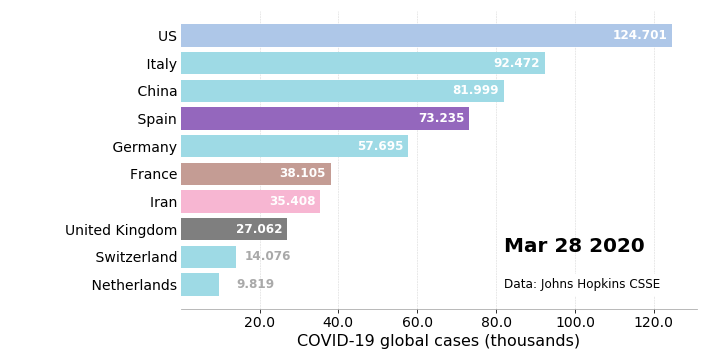 US 124.701
Italy 92.472
China 81.999
Spain 73.235
Germany 57.695
France 38.105
Iran 35.408
United Kingdom 27.062
Switzerland 14.076
Netherlands 9.819
Mar 28 2020
Data: Johns Hopkins CSSE
20.0 40.0 60.0 80.0 100.0 120.0
COVID-19 global cases (thousands)